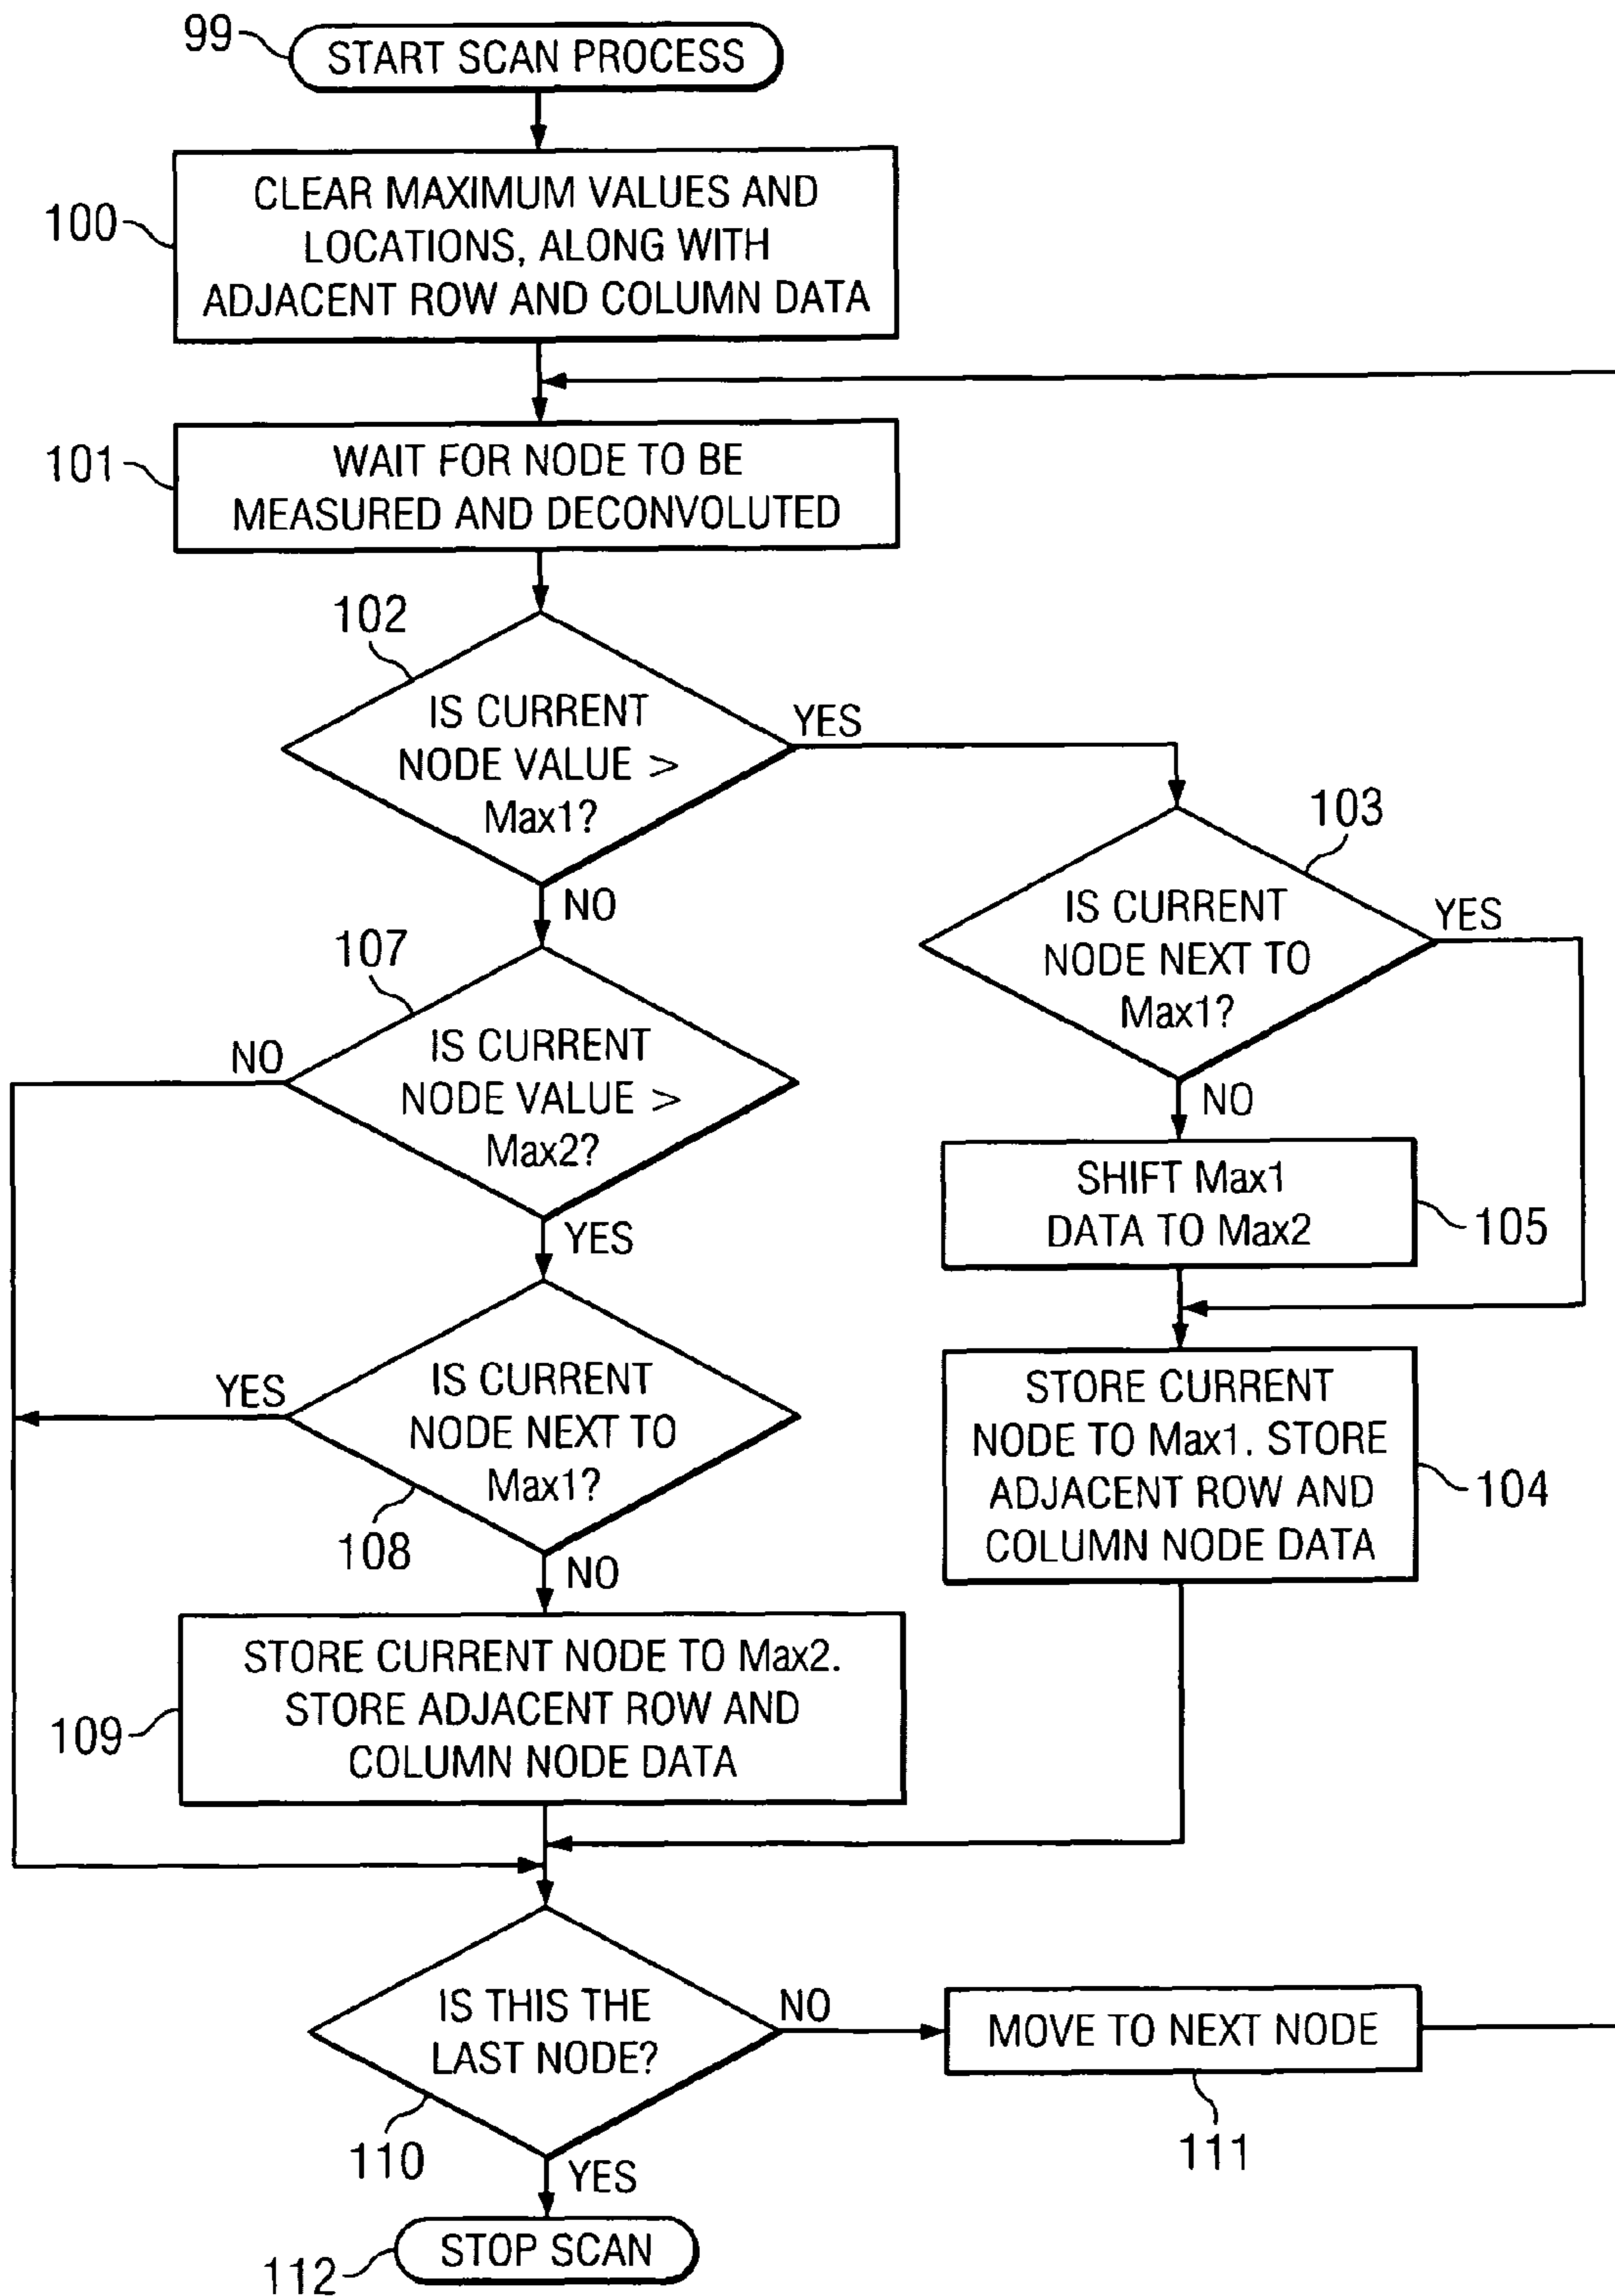 99
START SCAN PROCESS
100
CLEAR MAXIMUM VALUES AND
LOCATIONS, ALONG WITH
ADJACENT ROW AND COLUMN DATA
101
WAIT FOR NODE TO BE
MEASURED AND DECONVOLUTED
102
IS CURRENT
NODE VALUE >
Max1?
YES
NO
103
IS CURRENT
NODE NEXT TO
Max1?
YES
NO
SHIFT Max1
DATA TO Max2
105
STORE CURRENT
NODE TO Max1. STORE
ADJACENT ROW AND
COLUMN NODE DATA
104
107
IS CURRENT
NODE VALUE >
Max2?
NO
YES
IS CURRENT
NODE NEXT TO
Max1?
YES
108
NO
STORE CURRENT NODE TO Max2.
STORE ADJACENT ROW AND
COLUMN NODE DATA
109
IS THIS THE
LAST NODE?
NO
110
YES
MOVE TO NEXT NODE
111
STOP SCAN
112